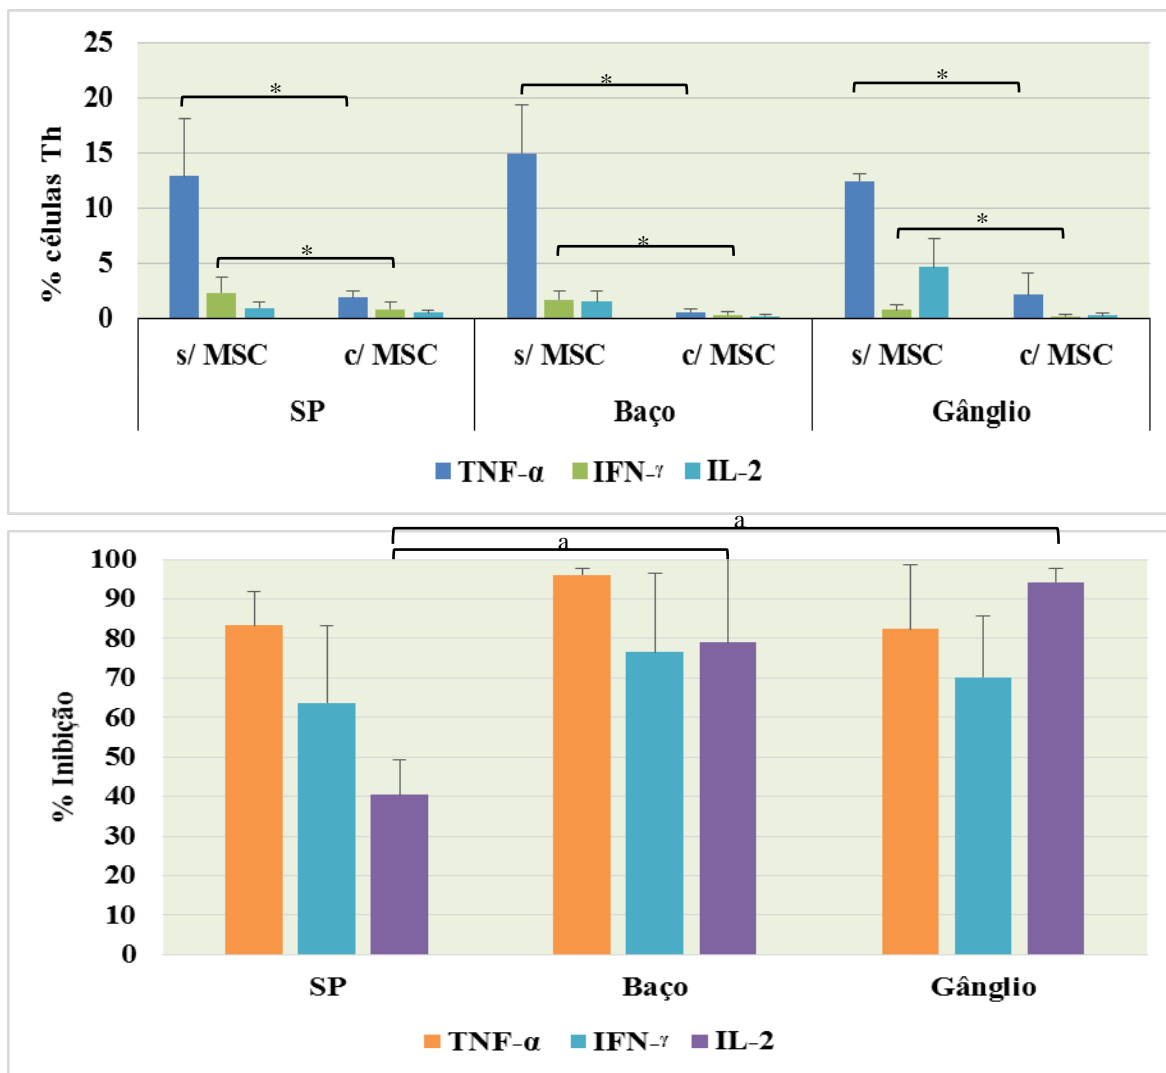 25
20
15
10
5
0
% células Th
* * *
* * *
s/ MSC c/ MSC s/ MSC c/ MSC s/ MSC c/ MSC
SP Baço Gânglio
TNF-α IFN-γ IL-2
a
a
100
90
80
70
60
50
40
30
20
10
0
% Inibição
SP Baço Gânglio
TNF-α IFN-γ IL-2